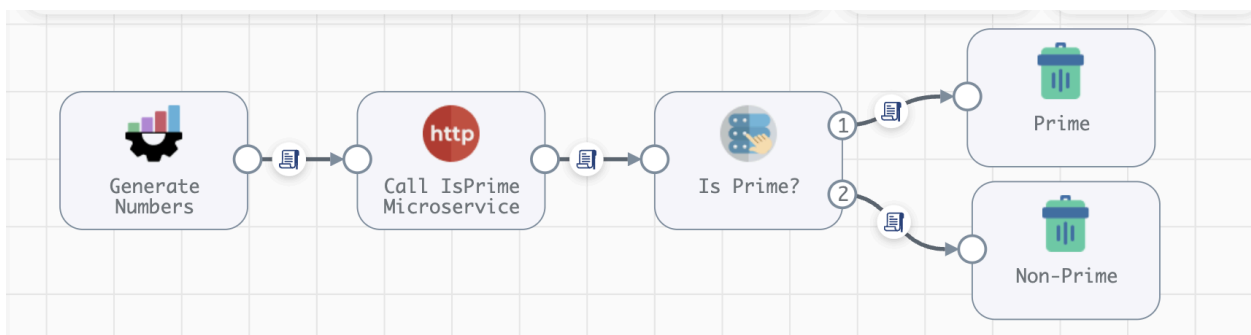 Generate
Numbers
http
Call IsPrime
Microservice
Is Prime?
1
2
Prime
Non-Prime